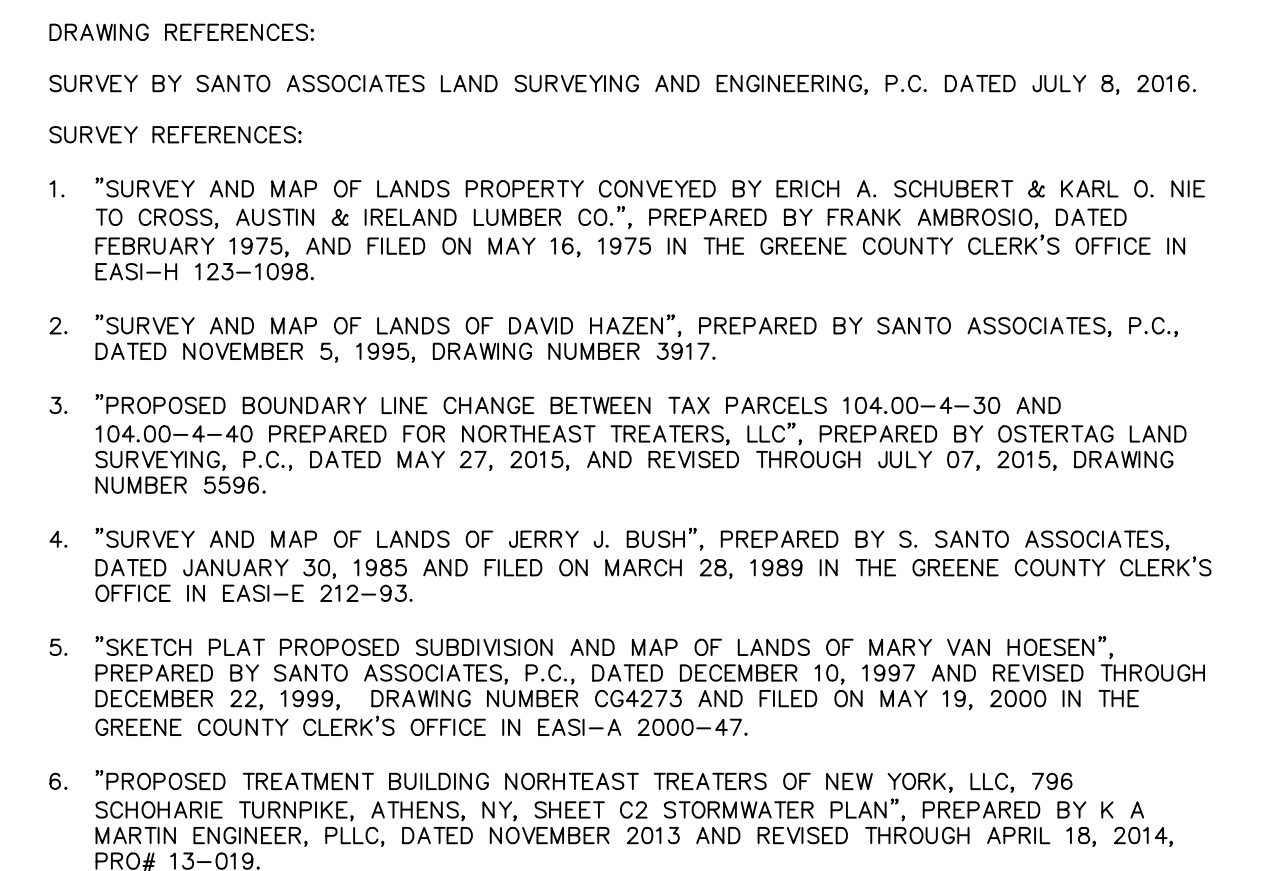 DRAWING REFERENCES:
SURVEY BY SANTO ASSOCIATES LAND SURVEYING AND ENGINEERING, P.C. DATED JULY 8, 2016.
SURVEY REFERENCES:
1. "SURVEY AND MAP OF LANDS PROPERTY CONVEYED BY ERICH A. SCHUBERT & KARL O. NIE
TO CROSS, AUSTIN & IRELAND LUMBER CO.", PREPARED BY FRANK AMBROSIO, DATED
FEBRUARY 1975, AND FILED ON MAY 16, 1975 IN THE GREENE COUNTY CLERK'S OFFICE IN
EASI–H 123–1098.
2. "SURVEY AND MAP OF LANDS OF DAVID HAZEN", PREPARED BY SANTO ASSOCIATES, P.C.,
DATED NOVEMBER 5, 1995, DRAWING NUMBER 3917.
3. "PROPOSED BOUNDARY LINE CHANGE BETWEEN TAX PARCELS 104.00–4–30 AND
104.00–4–40 PREPARED FOR NORTHEAST TREATERS, LLC", PREPARED BY OSTERTAG LAND
SURVEYING, P.C., DATED MAY 27, 2015, AND REVISED THROUGH JULY 07, 2015, DRAWING
NUMBER 5596.
4. "SURVEY AND MAP OF LANDS OF JERRY J. BUSH", PREPARED BY S. SANTO ASSOCIATES,
DATED JANUARY 30, 1985 AND FILED ON MARCH 28, 1989 IN THE GREENE COUNTY CLERK'S
OFFICE IN EASI–E 212–93.
5. "SKETCH PLAT PROPOSED SUBDIVISION AND MAP OF LANDS OF MARY VAN HOESEN",
PREPARED BY SANTO ASSOCIATES, P.C., DATED DECEMBER 10, 1997 AND REVISED THROUGH
DECEMBER 22, 1999, DRAWING NUMBER CG4273 AND FILED ON MAY 19, 2000 IN THE
GREENE COUNTY CLERK'S OFFICE IN EASI–A 2000–47.
6. "PROPOSED TREATMENT BUILDING NORHTEAST TREATERS OF NEW YORK, LLC, 796
SCHOHARIE TURNPIKE, ATHENS, NY, SHEET C2 STORMWATER PLAN", PREPARED BY K A
MARTIN ENGINEER, PLLC, DATED NOVEMBER 2013 AND REVISED THROUGH APRIL 18, 2014,
PRO# 13–019.